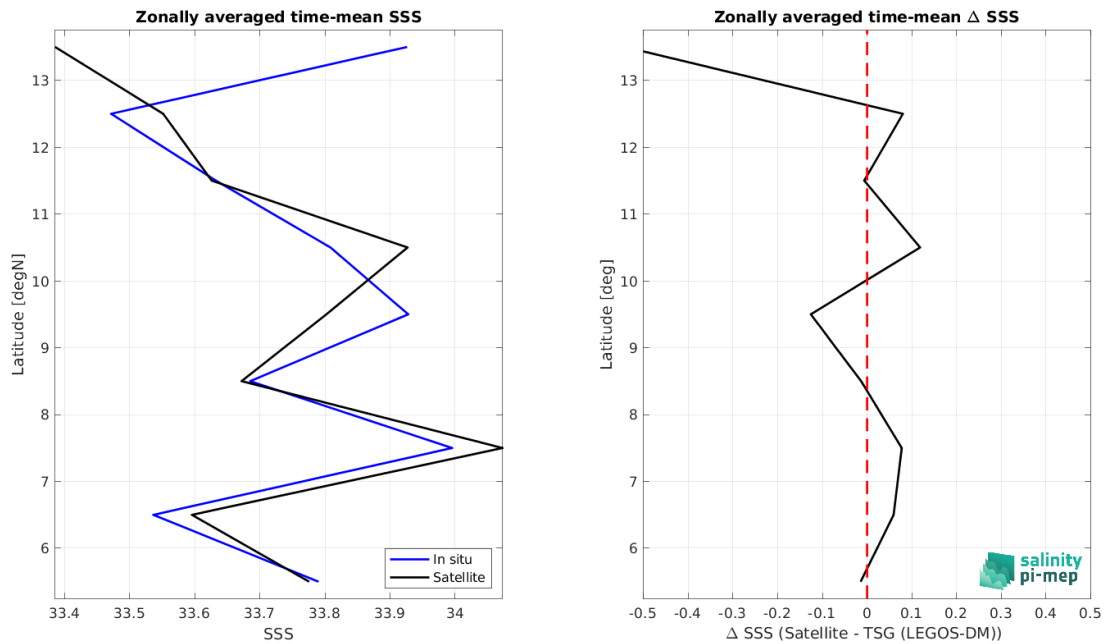 Zonally averaged time-mean SSS
13
12
11
10
9
8
7
6
Latitude [degN]
33.4 33.5 33.6 33.7 33.8 33.9 34
SSS
In situ
Satellite
Zonally averaged time-mean Δ SSS
13
12
11
10
9
8
7
6
Latitude [deg]
-0.5 -0.4 -0.3 -0.2 -0.1 0 0.1 0.2 0.3 0.4 0.5
Δ SSS (Satellite - TSG (LEGOS-DM))
salinity
pi-mep